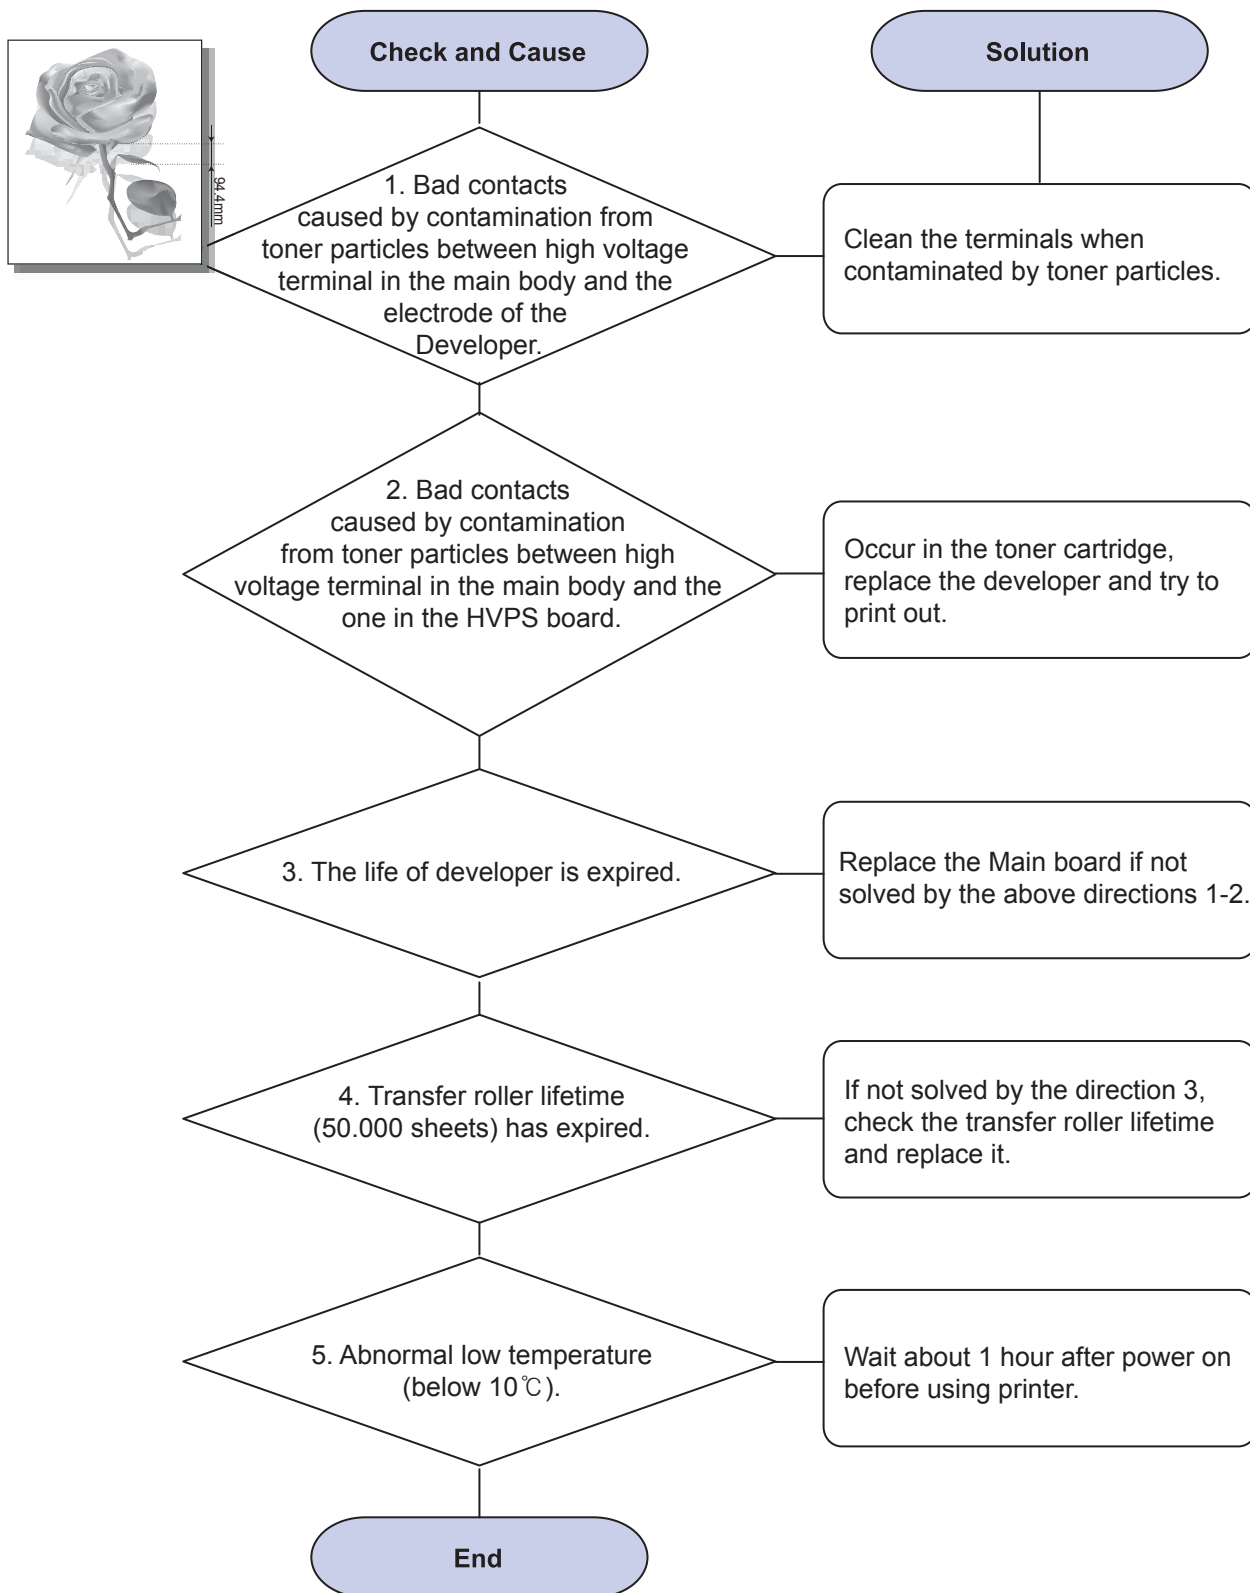 Check and Cause
Solution
94.4mm
1. Bad contacts
caused by contamination from
toner particles between high voltage
terminal in the main body and the
electrode of the
Developer.
Clean the terminals when
contaminated by toner particles.
2. Bad contacts
caused by contamination
from toner particles between high
voltage terminal in the main body and the
one in the HVPS board.
Occur in the toner cartridge,
replace the developer and try to
print out.
3. The life of developer is expired.
Replace the Main board if not
solved by the above directions 1-2.
4. Transfer roller lifetime
(50.000 sheets) has expired.
If not solved by the direction 3,
check the transfer roller lifetime
and replace it.
5. Abnormal low temperature
(below 10℃).
Wait about 1 hour after power on
before using printer.
End